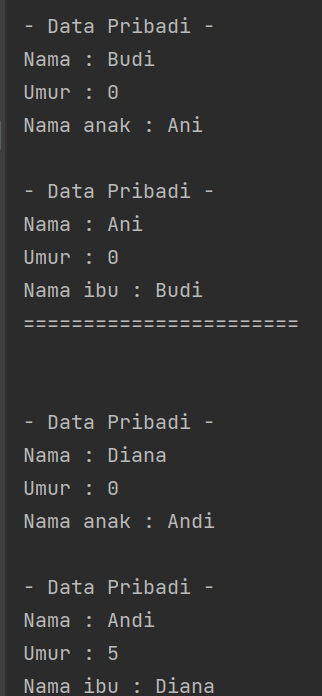 - Data Pribadi -
Nama : Budi
Umur : 0
Nama anak : Ani
- Data Pribadi -
Nama : Ani
Umur : 0
Nama ibu : Budi
=======================
- Data Pribadi -
Nama : Diana
Umur : 0
Nama anak : Andi
- Data Pribadi -
Nama : Andi
Umur : 5
Nama ibu : Diana